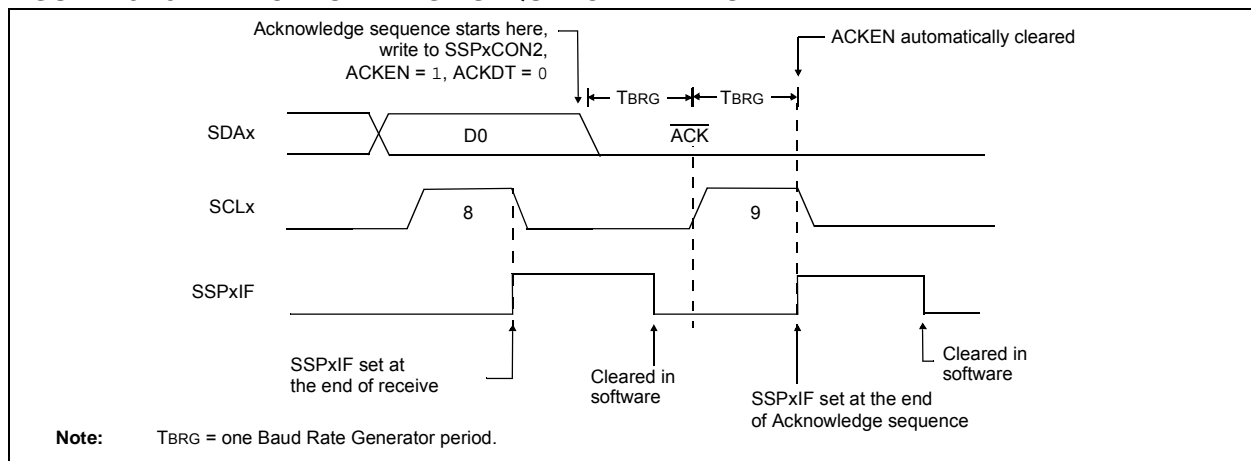 Acknowledge sequence starts here,
write to SSPxCON2,
ACKEN = 1, ACKDT = 0
ACKEN automatically cleared
TBRG
TBRG
SDAx
D0
ACK
SCLx
8
9
SSPxIF
SSPxIF set at
the end of receive
Cleared in
software
SSPxIF set at the end
of Acknowledge sequence
Cleared in
software
Note: TBRG = one Baud Rate Generator period.